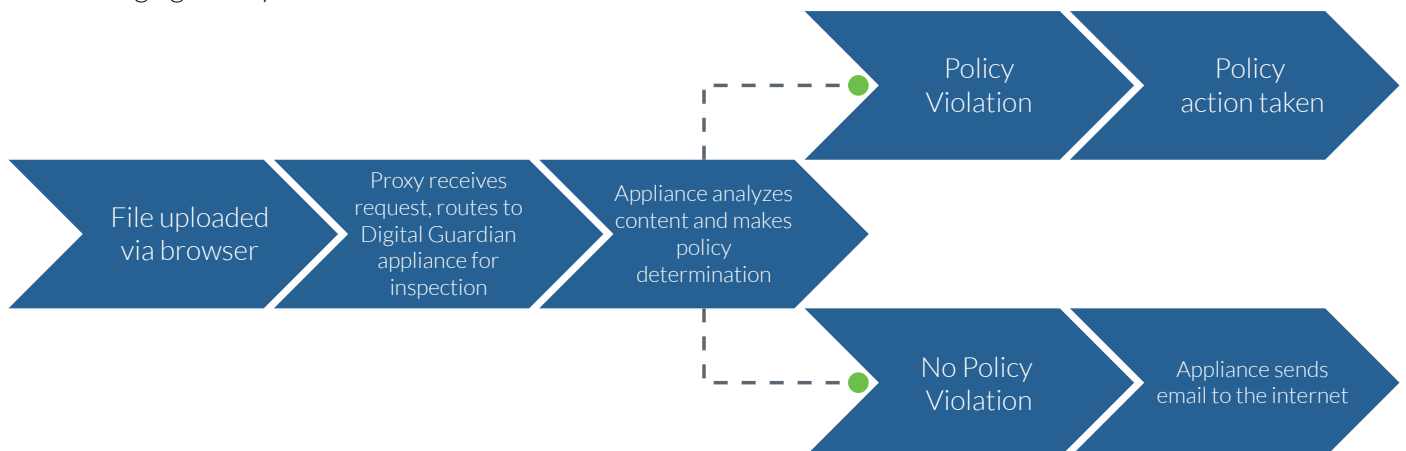 File uploaded
via browser
Proxy receives
request, routes to
Digital Guardian
appliance for
inspection
Appliance analyzes
content and makes
policy
determination
Policy
Violation
Policy
action taken
No Policy
Violation
Appliance sends
email to the internet